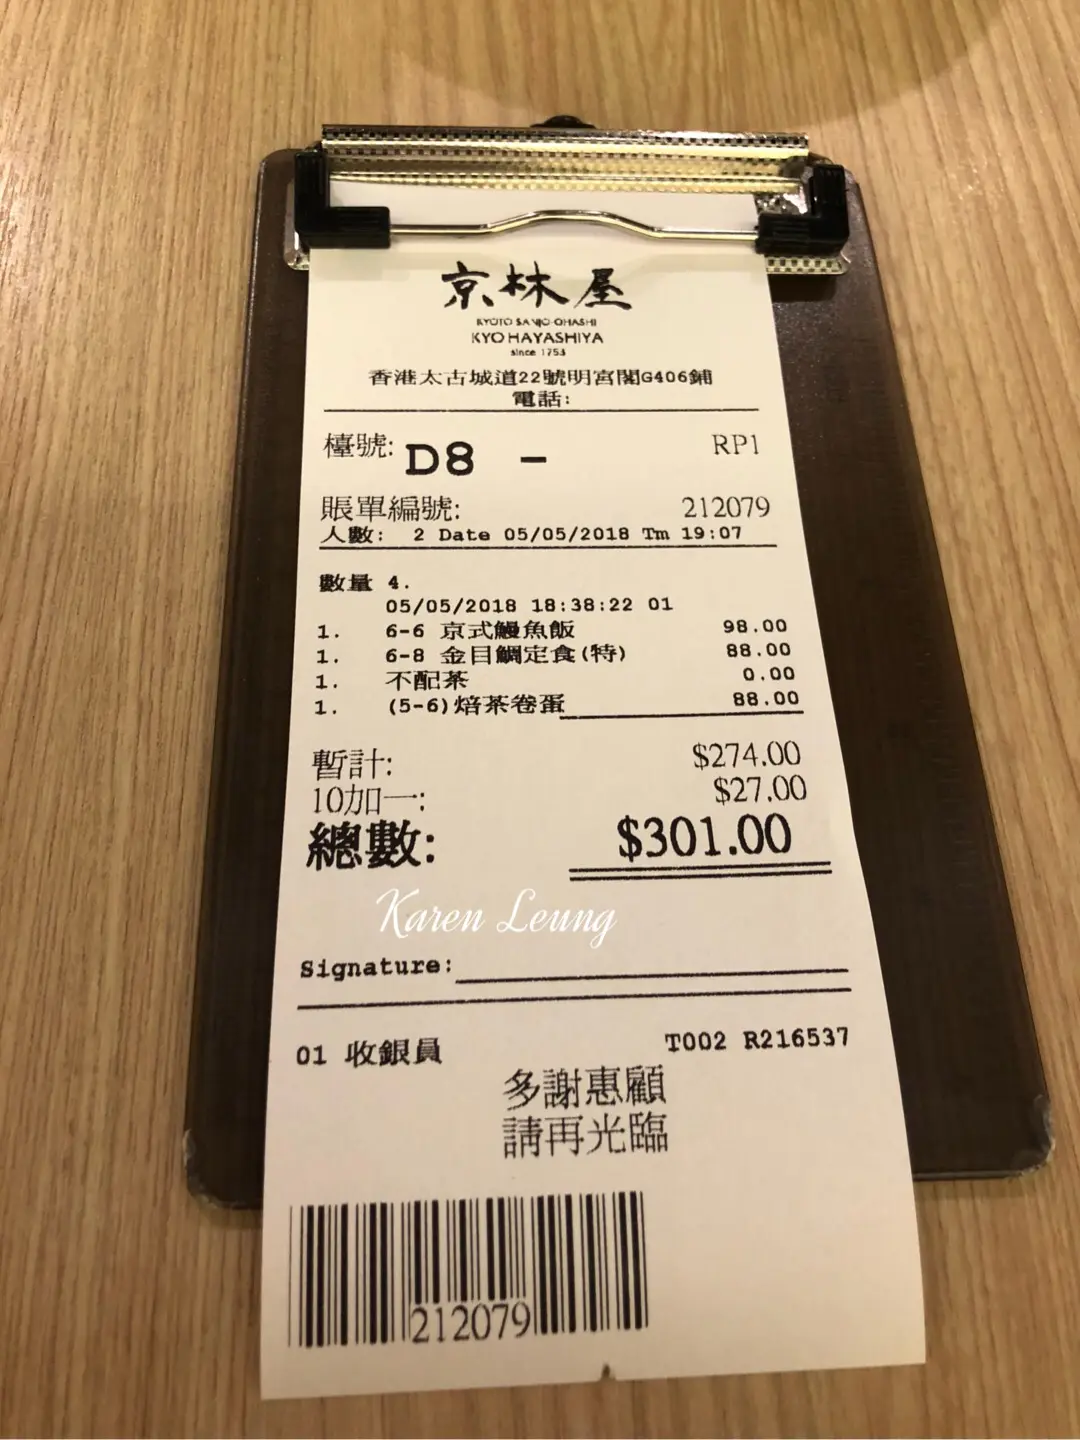 京林屋
KYOTO SANJO-OHASHI
KYO HAYASHIYA
since 1753
香港太古城道22號明宮閣G406鋪
電話:
檯號: D8 - RP1
賬單編號: 212079
人數: 2 Date 05/05/2018 Tm 19:07
數量 4.
05/05/2018 18:38:22 01
1. 6-6 京式鰻魚飯 98.00
1. 6-8 金目鯛定食(特) 88.00
1. 不配茶 0.00
1. (5-6)焙茶卷蛋 88.00
暫計: $274.00
10加一: $27.00
總數: $301.00
Karen Leung
Signature:
01 收銀員 T002 R216537
多謝惠顧
請再光臨
212079